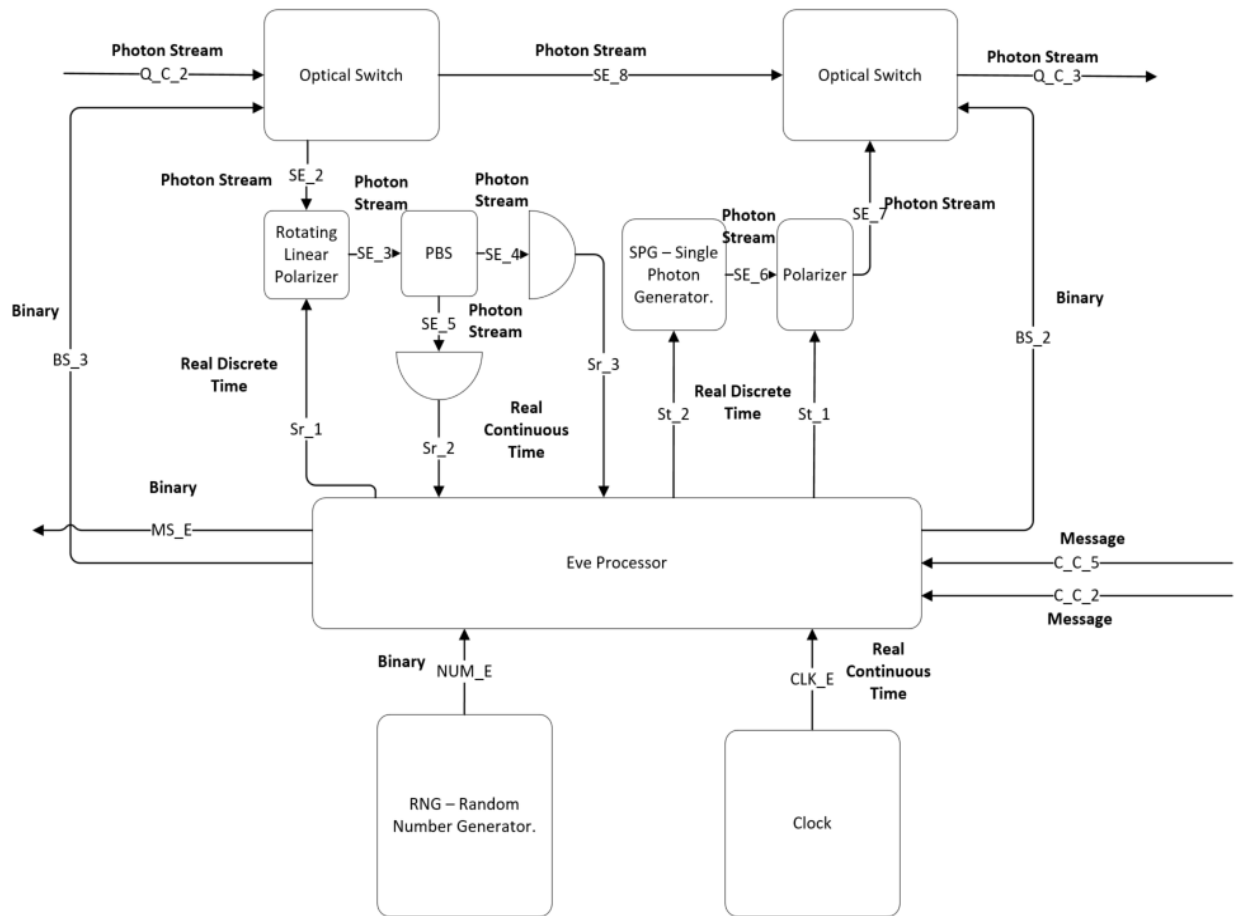 Photon Stream
Q_C_2
Optical Switch
Photon Stream
SE_8
Optical Switch
Photon Stream
Q_C_3
SE_2
Photon Stream
Rotating
Linear
Polarizer
Photon
Stream
SE_3
PBS
Photon
Stream
SE_4
SE_5
Photon
Stream
SPG – Single
Photon
Generator.
Photon
Stream
SE_6
Polarizer
SE_7
Photon Stream
Binary
BS_3
Real Discrete
Time
Sr_1
Sr_2
Real
Continuous
Time
Sr_3
St_2
Real Discrete
Time
St_1
Binary
BS_2
Binary
MS_E
Eve Processor
Message
C_C_5
C_C_2
Message
Binary
NUM_E
CLK_E
Real
Continuous
Time
RNG – Random
Number Generator.
Clock